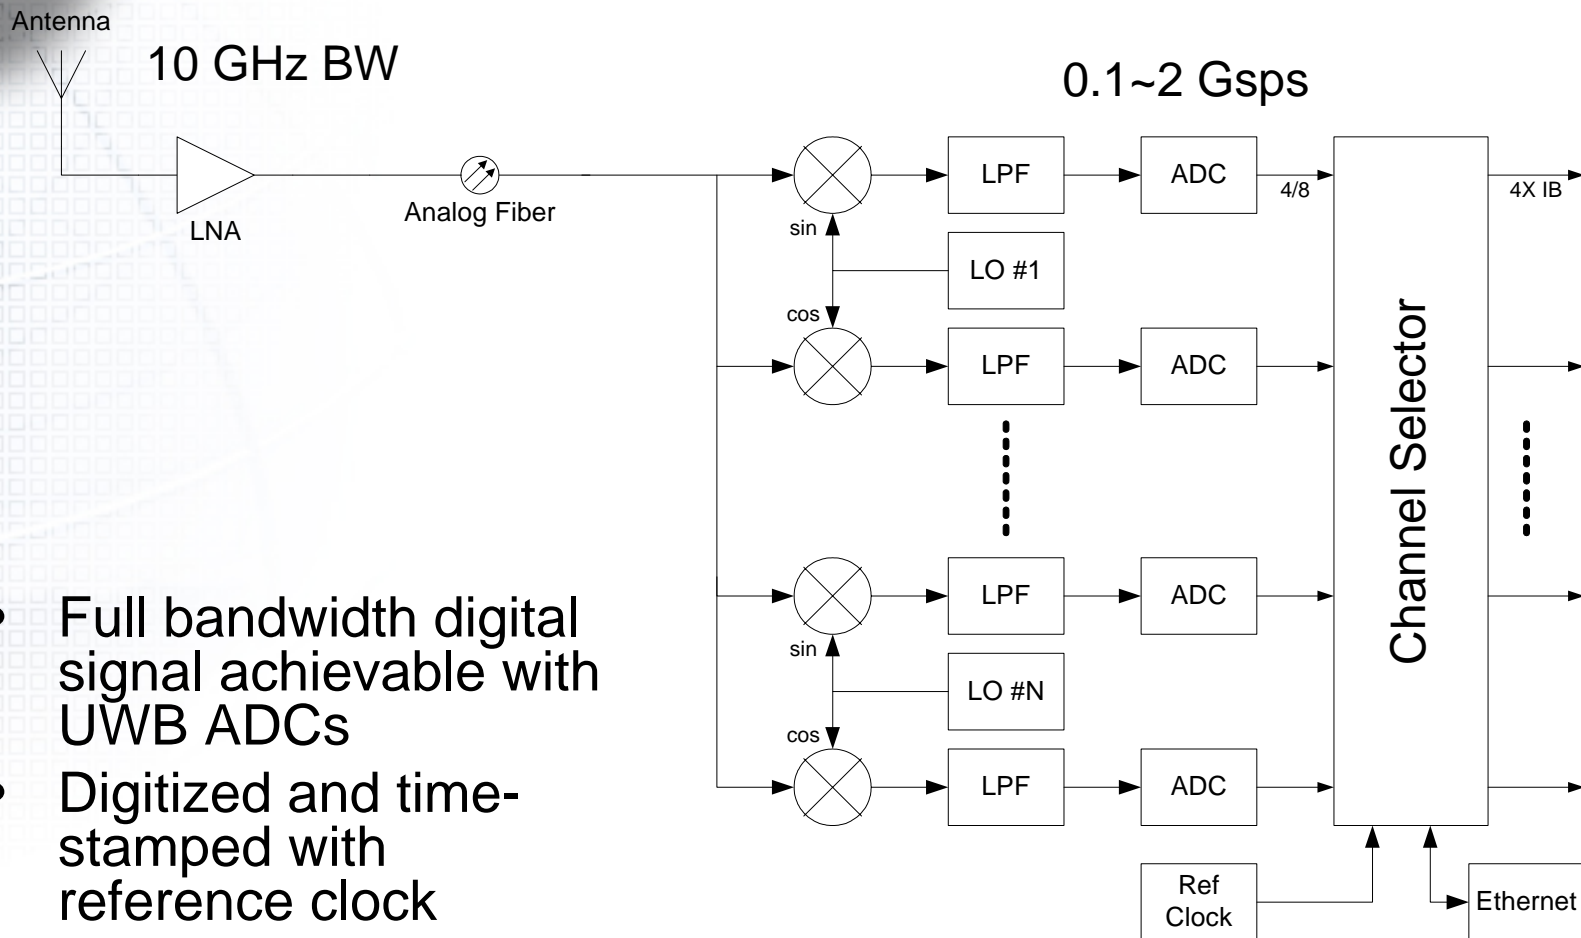 Antenna
10 GHz BW
0.1~2 Gsps
LNA
Analog Fiber
sin
LPF
ADC
4/8
4X IB
LO #1
cos
LPF
ADC
Channel Selector
sin
LPF
ADC
LO #N
cos
LPF
ADC
Ref
Clock
Ethernet
• Full bandwidth digital
signal achievable with
UWB ADCs
• Digitized and time-
stamped with
reference clock